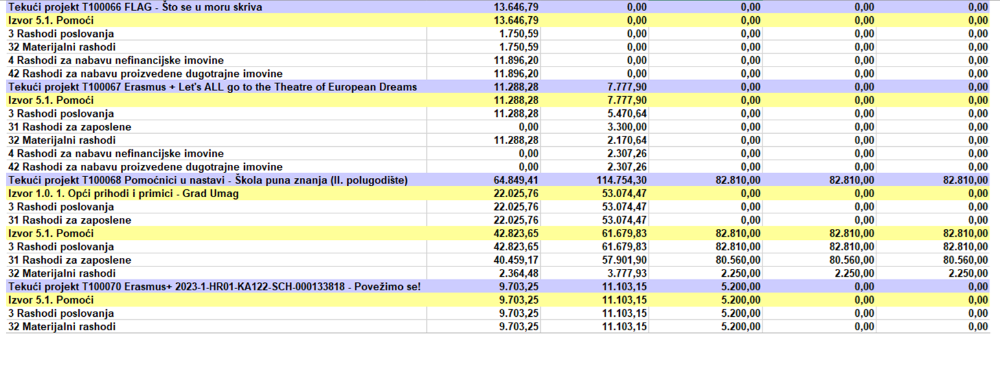 Tekući projekt T100066 FLAG - Što se u moru skriva 13.646,79 0,00 0,00 0,00 0,00
Izvor 5.1. Pomoći 13.646,79 0,00 0,00 0,00 0,00
3 Rashodi poslovanja 1.750,59 0,00 0,00 0,00 0,00
32 Materijalni rashodi 1.750,59 0,00 0,00 0,00 0,00
4 Rashodi za nabavu nefinancijske imovine 11.896,20 0,00 0,00 0,00 0,00
42 Rashodi za nabavu proizvedene dugotrajne imovine 11.896,20 0,00 0,00 0,00 0,00
Tekući projekt T100067 Erasmus + Let's ALL go to the Theatre of European Dreams 11.288,28 7.777,90 0,00 0,00 0,00
Izvor 5.1. Pomoći 11.288,28 7.777,90 0,00 0,00 0,00
3 Rashodi poslovanja 11.288,28 5.470,64 0,00 0,00 0,00
31 Rashodi za zaposlene 0,00 3.300,00 0,00 0,00 0,00
32 Materijalni rashodi 11.288,28 2.170,64 0,00 0,00 0,00
4 Rashodi za nabavu nefinancijske imovine 0,00 2.307,26 0,00 0,00 0,00
42 Rashodi za nabavu proizvedene dugotrajne imovine 0,00 2.307,26 0,00 0,00 0,00
Tekući projekt T100068 Pomoćnici u nastavi - Škola puna znanja (II. polugodište) 64.849,41 114.754,30 82.810,00 82.810,00 82.810,00
Izvor 1.0. 1. Opći prihodi i primici - Grad Umag 22.025,76 53.074,47 0,00 0,00 0,00
3 Rashodi poslovanja 22.025,76 53.074,47 0,00 0,00 0,00
31 Rashodi za zaposlene 22.025,76 53.074,47 0,00 0,00 0,00
Izvor 5.1. Pomoći 42.823,65 61.679,83 82.810,00 82.810,00 82.810,00
3 Rashodi poslovanja 42.823,65 61.679,83 82.810,00 82.810,00 82.810,00
31 Rashodi za zaposlene 40.459,17 57.901,90 80.560,00 80.560,00 80.560,00
32 Materijalni rashodi 2.364,48 3.777,93 2.250,00 2.250,00 2.250,00
Tekući projekt T100070 Erasmus+ 2023-1-HR01-KA122-SCH-000133818 - Povežimo se! 9.703,25 11.103,15 5.200,00 0,00 0,00
Izvor 5.1. Pomoći 9.703,25 11.103,15 5.200,00 0,00 0,00
3 Rashodi poslovanja 9.703,25 11.103,15 5.200,00 0,00 0,00
32 Materijalni rashodi 9.703,25 11.103,15 5.200,00 0,00 0,00